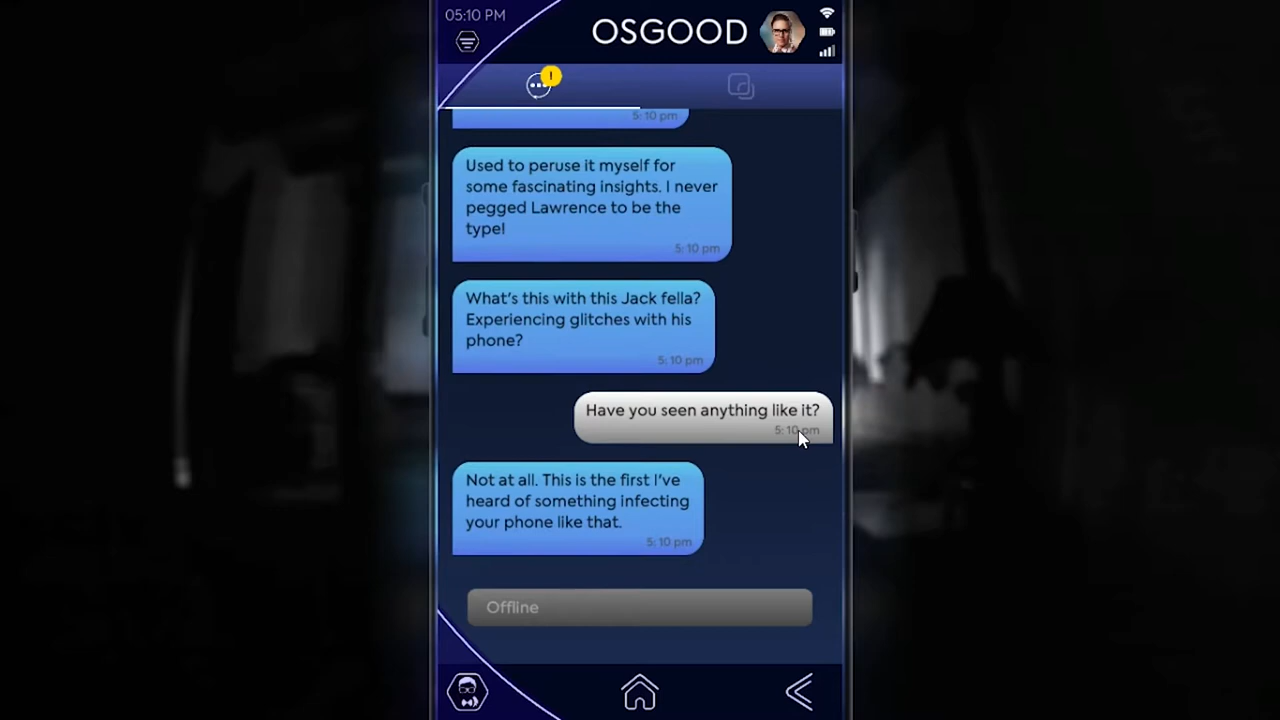 05:10 PM
OSGOOD
!
5:10 pm
Used to peruse it myself for
some fascinating insights. I never
pegged Lawrence to be the
type!
5:10 pm
What's this with this Jack fella?
Experiencing glitches with his
phone?
5:10 pm
Have you seen anything like it?
5:10 pm
Not at all. This is the first I've
heard of something infecting
your phone like that.
5:10 pm
Offline